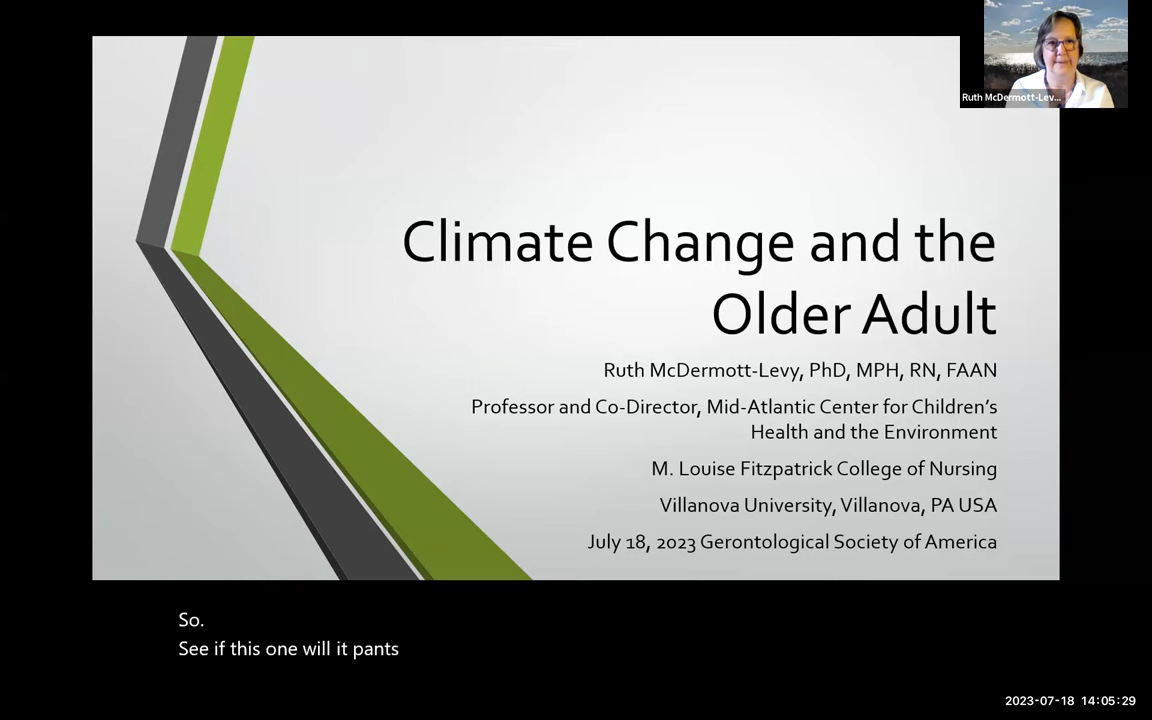 Ruth McDermott-Lev...
Climate Change and the
Older Adult
Ruth McDermott-Levy, PhD, MPH, RN, FAAN
Professor and Co-Director, Mid-Atlantic Center for Children's
Health and the Environment
M. Louise Fitzpatrick College of Nursing
Villanova University, Villanova, PA USA
July 18, 2023 Gerontological Society of America
So.
See if this one will it pants
2023-07-18 14:05:29